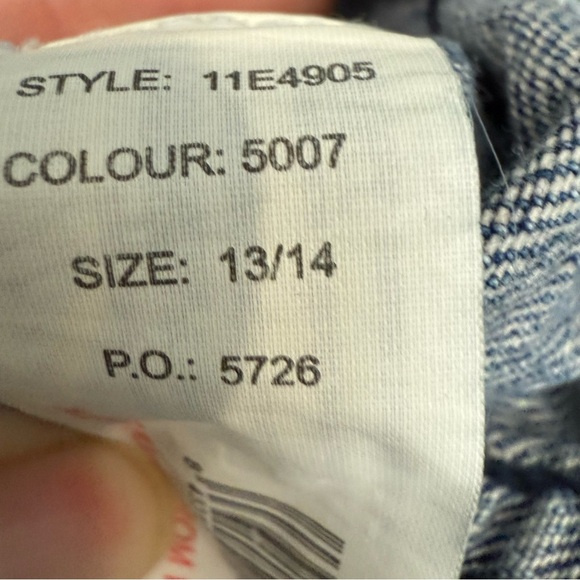 STYLE: 11E4905
COLOUR: 5007
SIZE: 13/14
P.O.: 5726